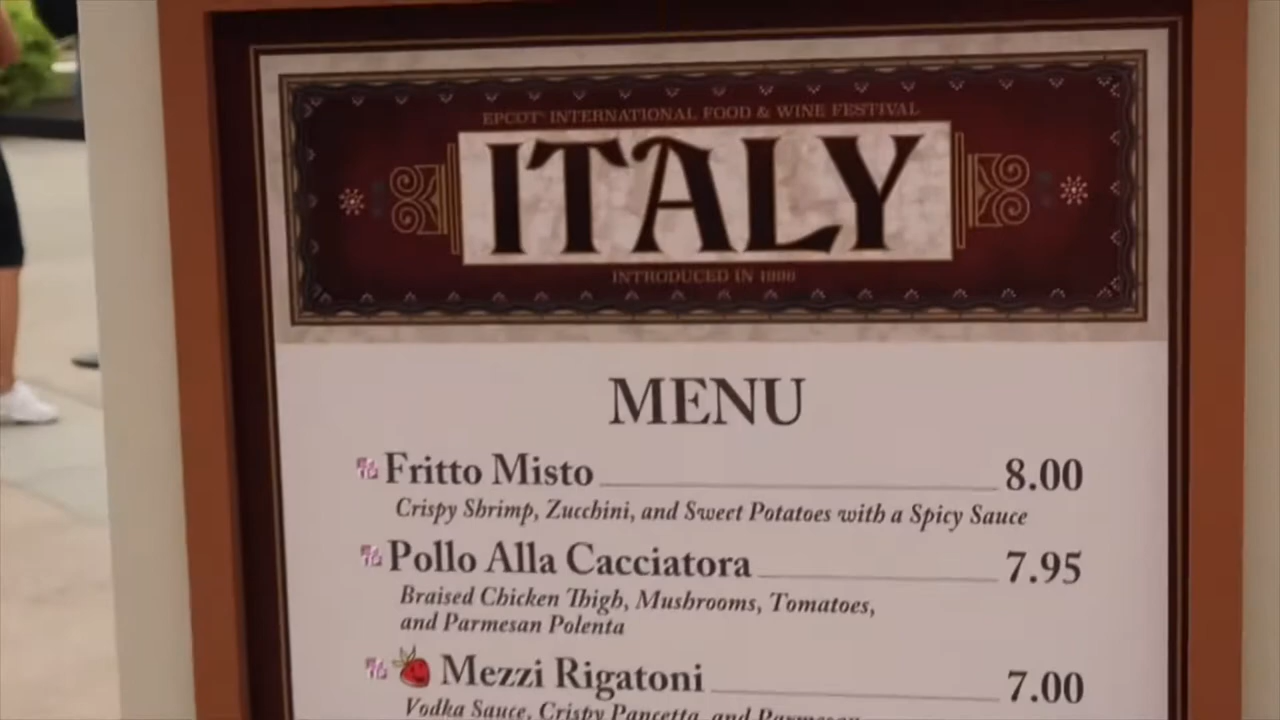 EPCOT INTERNATIONAL FOOD & WINE FESTIVAL
ITALY
INTRODUCED IN 1996
MENU
Fritto Misto 8.00
Crispy Shrimp, Zucchini, and Sweet Potatoes with a Spicy Sauce
Pollo Alla Cacciatora 7.95
Braised Chicken Thigh, Mushrooms, Tomatoes,
and Parmesan Polenta
Mezzi Rigatoni 7.00
Vodka Sauce, Crispy Pancetta, and Parmesan